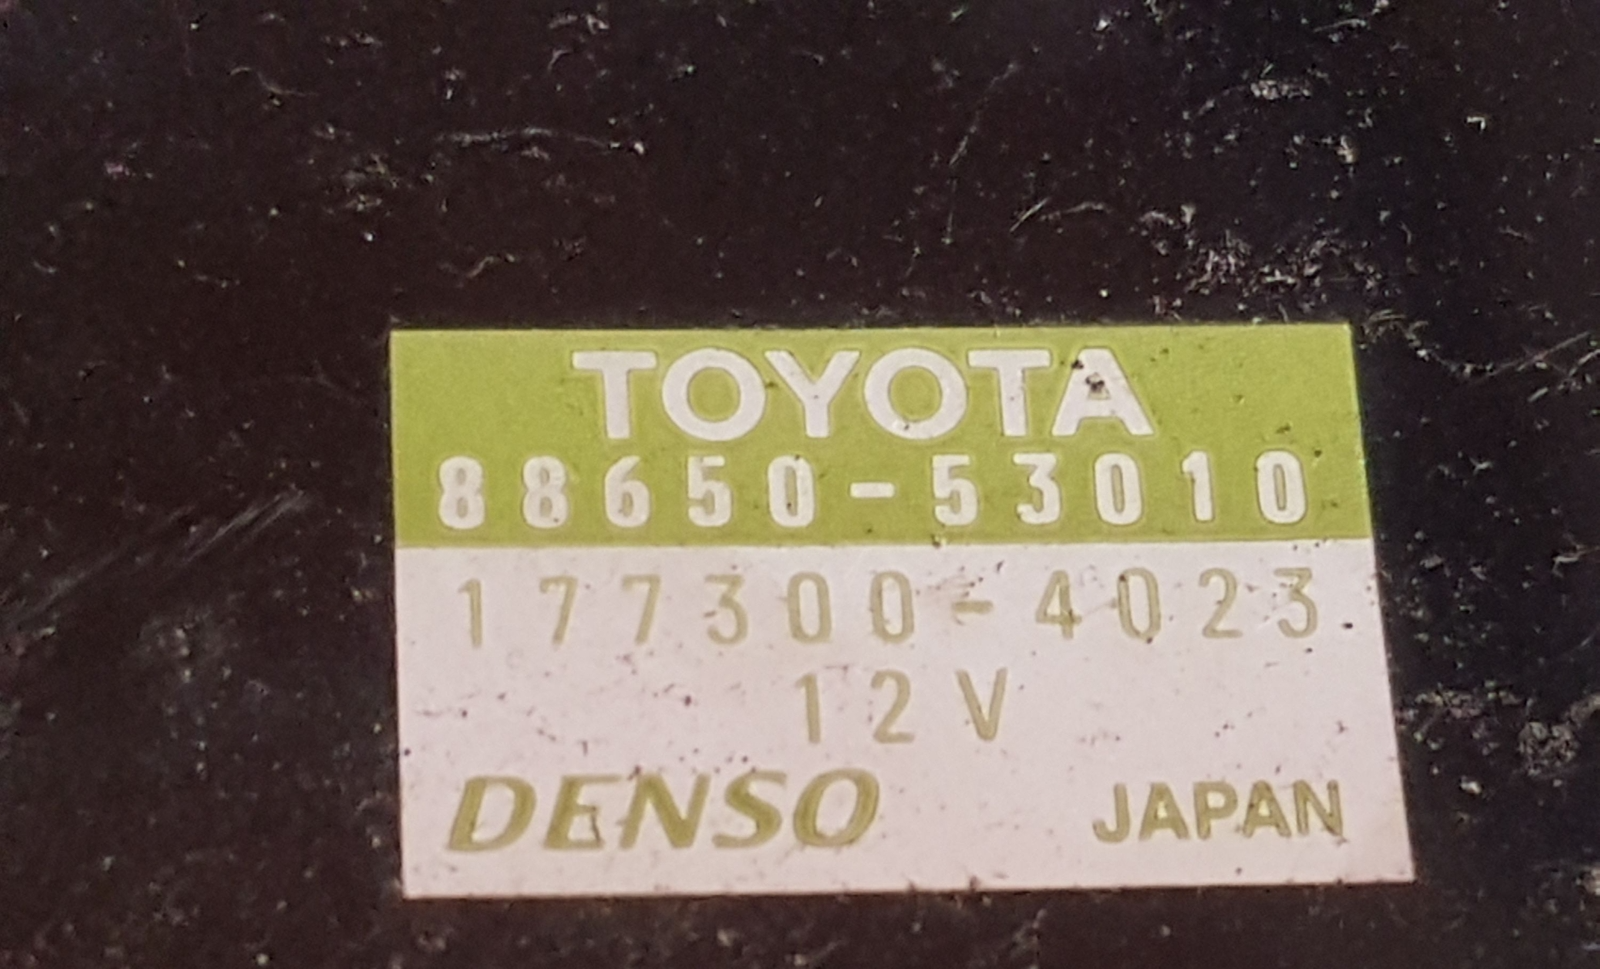 TOYOTA
88650-53010
177300-4023
12V
DENSO JAPAN